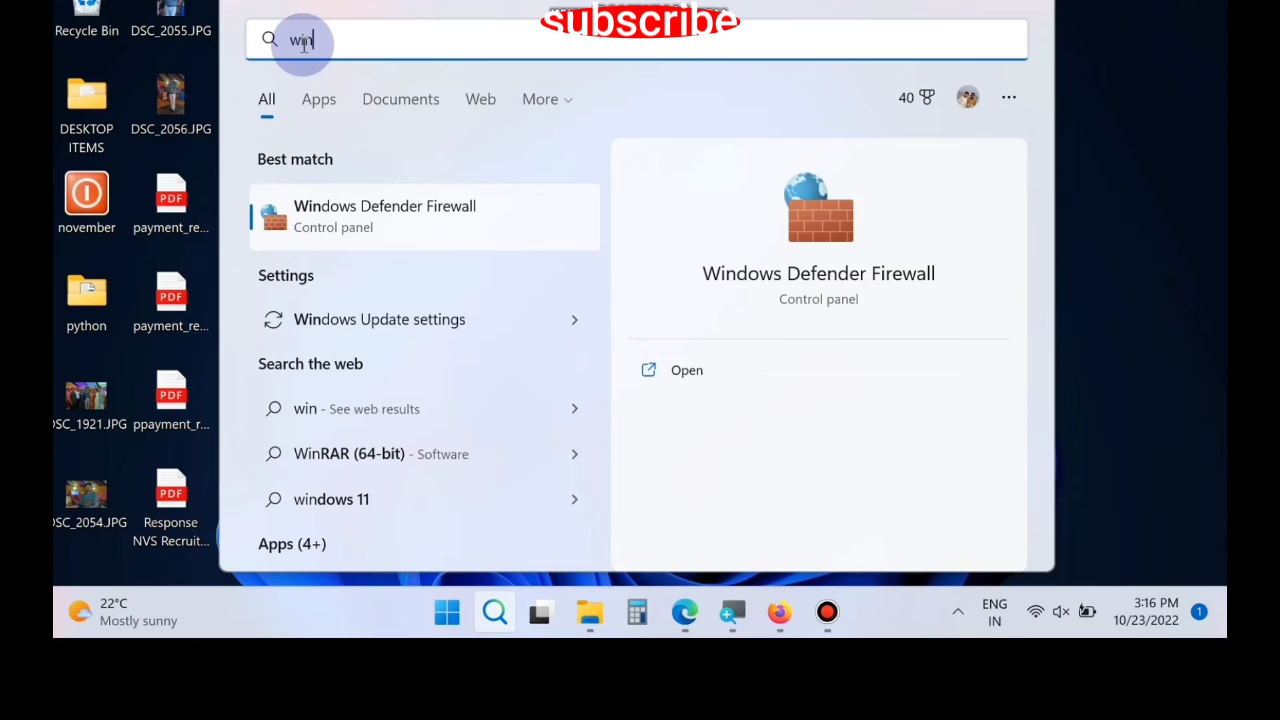 subscribe
Recycle Bin
DSC_2055.JPG
DESKTOP
ITEMS
DSC_2056.JPG
november
payment_re...
python
payment_re...
DSC_1921.JPG
ppayment_r...
DSC_2054.JPG
Response
NVS Recruit...
win
All
Apps
Documents
Web
More
40
Best match
Windows Defender Firewall
Control panel
Settings
Windows Update settings
Search the web
win - See web results
WinRAR (64-bit) - Software
windows 11
Apps (4+)
Windows Defender Firewall
Control panel
Open
22°C
Mostly sunny
ENG
IN
3:16 PM
10/23/2022
1